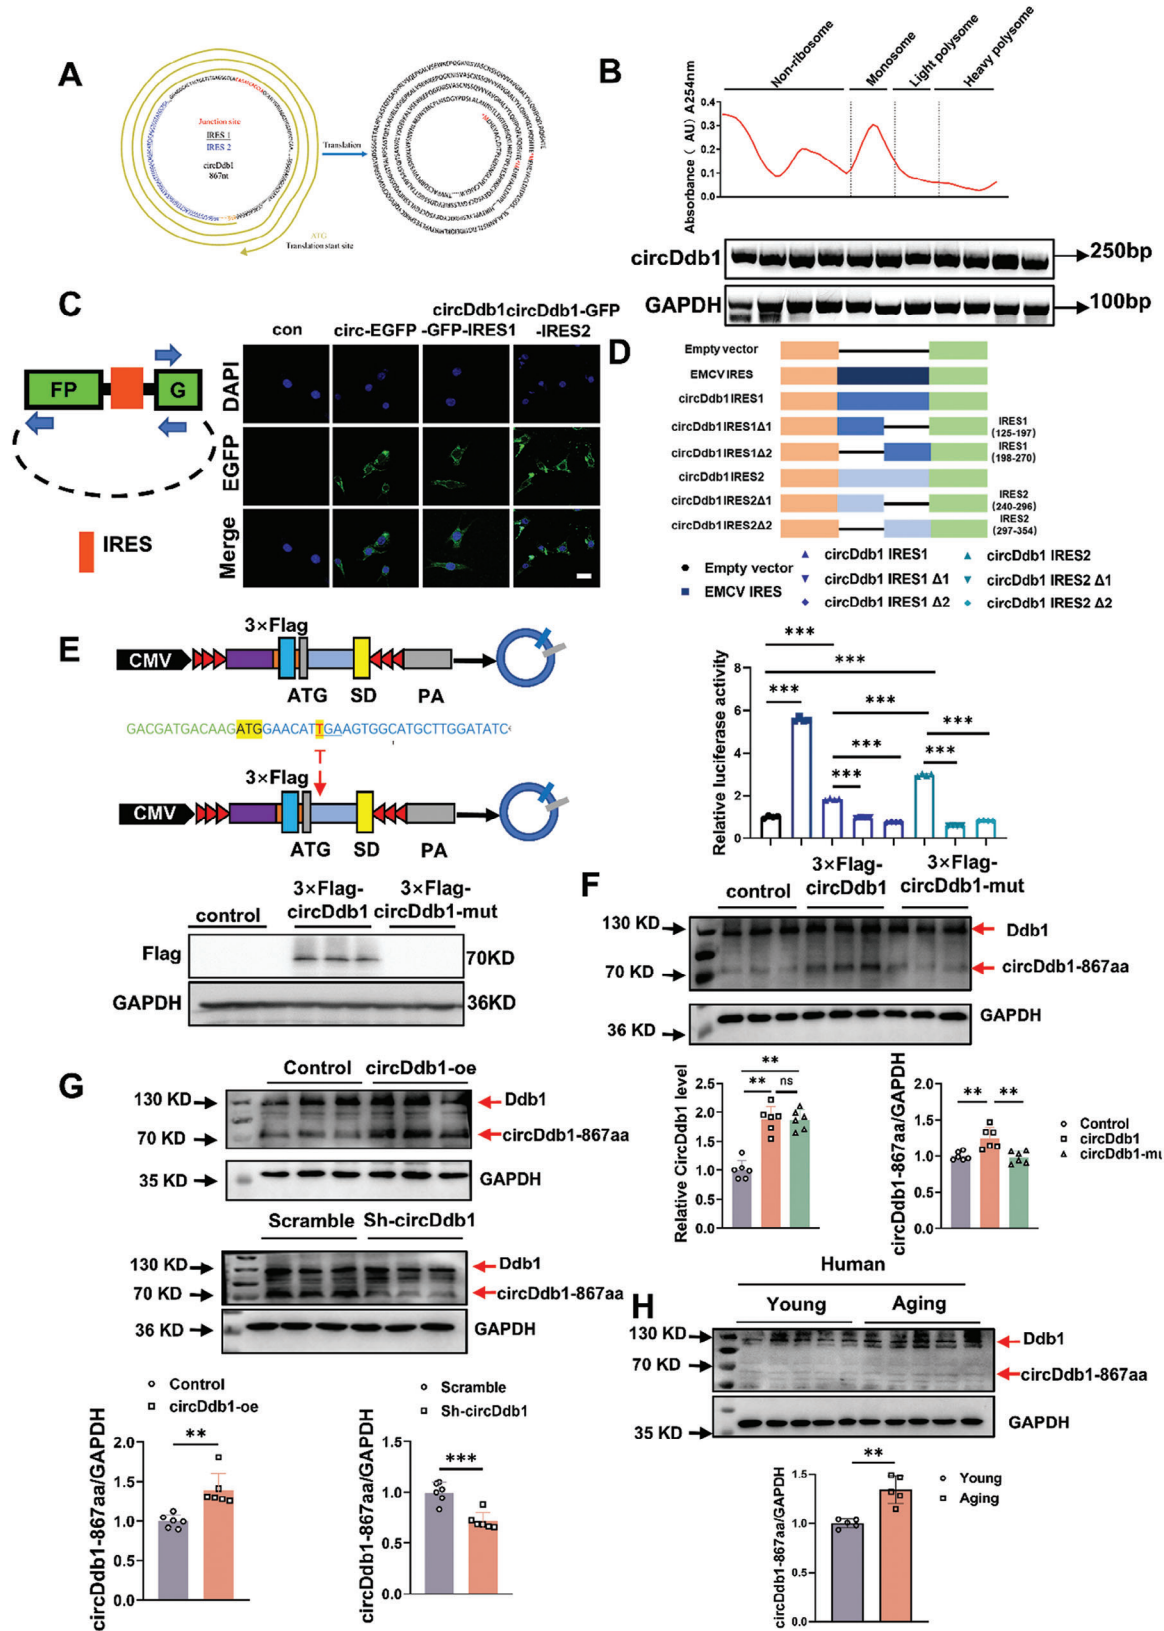 A
Junction site
IRES 1
IRES 2
circDdb1
867nt
ATG
Translation start site
Translation
B
Non-ribosome
Monosome
Light polysome
Heavy polysome
Absorbance ( AU) A254nm
0.4
0.3
0.2
0.1
0.0
circDdb1
250bp
GAPDH
100bp
C
FP
G
IRES
con
circ-EGFP
circDdb1
-GFP-IRES1
circDdb1-GFP
-IRES2
DAPI
EGFP
Merge
D
Empty vector
EMCV IRES
circDdb1 IRES1
circDdb1 IRES1Δ1
IRES1
(125-197)
circDdb1 IRES1Δ2
IRES1
(198-270)
circDdb1 IRES2
circDdb1 IRES2Δ1
IRES2
(240-296)
circDdb1 IRES2Δ2
IRES2
(297-354)
Empty vector
EMCV IRES
circDdb1 IRES1
circDdb1 IRES1 Δ1
circDdb1 IRES1 Δ2
circDdb1 IRES2
circDdb1 IRES2 Δ1
circDdb1 IRES2 Δ2
Relative luciferase activity
8
6
4
2
0
***
***
***
***
***
***
***
***
E
3×Flag
CMV
ATG
SD
PA
GACGATGACAAGATGGAACATTGAAGTGGCATGCTTGGATATC
T
3×Flag
CMV
ATG
SD
PA
control
3×Flag-
circDdb1
3×Flag-
circDdb1-mut
Flag
70KD
GAPDH
36KD
F
control
3×Flag-
circDdb1
3×Flag-
circDdb1-mut
130 KD
70 KD
36 KD
Ddb1
circDdb1-867aa
GAPDH
Relative CircDdb1 level
2.5
2.0
1.5
1.0
0.5
0.0
**
**
ns
circDdb1-867aa/GAPDH
2.0
1.5
1.0
0.5
0.0
**
**
Control
circDdb1
circDdb1-mu
G
Control
circDdb1-oe
130 KD
70 KD
35 KD
Ddb1
circDdb1-867aa
GAPDH
Scramble
Sh-circDdb1
130 KD
70 KD
36 KD
Ddb1
circDdb1-867aa
GAPDH
Control
circDdb1-oe
circDdb1-867aa/GAPDH
2.0
1.5
1.0
0.5
0.0
**
Scramble
Sh-circDdb1
circDdb1-867aa/GAPDH
1.5
1.0
0.5
0.0
***
H
Human
Young
Aging
130 KD
70 KD
35 KD
Ddb1
circDdb1-867aa
GAPDH
circDdb1-867aa/GAPDH
1.5
1.0
0.5
0.0
**
Young
Aging